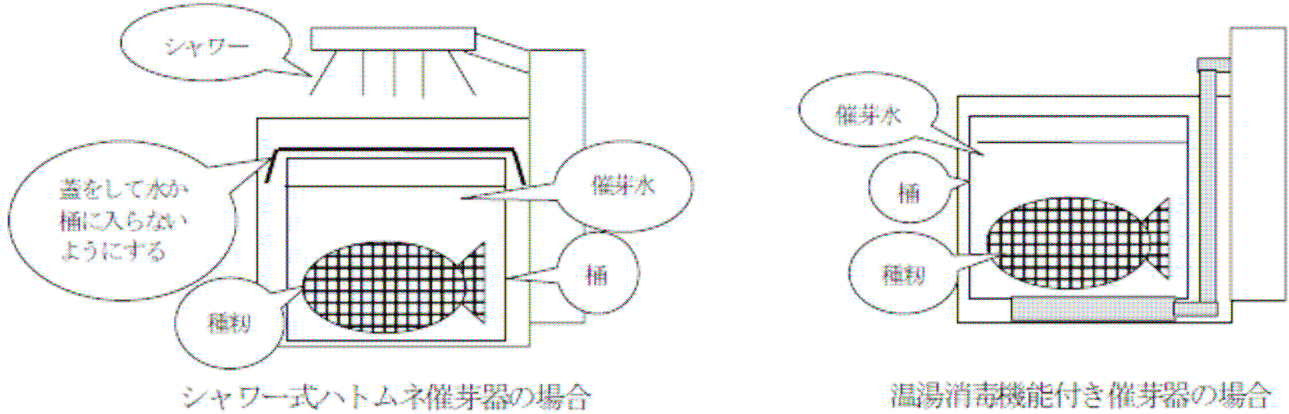 シャワー
蓋をして水が
桶に入らない
ようにする
催芽水
桶
種籾
シャワー式ハトムネ催芽器の場合
催芽水
桶
種籾
温湯消毒機能付き催芽器の場合